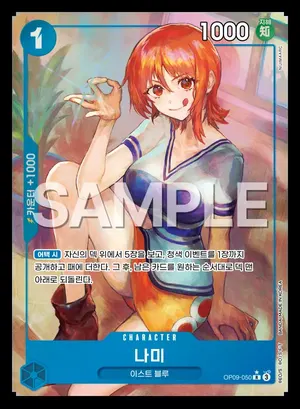 1
1000
지혜
知
카운터 +1000
SAMPLE
어택 시 자신의 덱 위에서 5장을 보고, 청색 이벤트를 1장까지
공개하고 패에 더한다. 그 후, 남은 카드를 원하는 순서대로 덱 맨
아래로 되돌린다.
CHARACTER
나미
이스트 블루
OP09-050 R 3